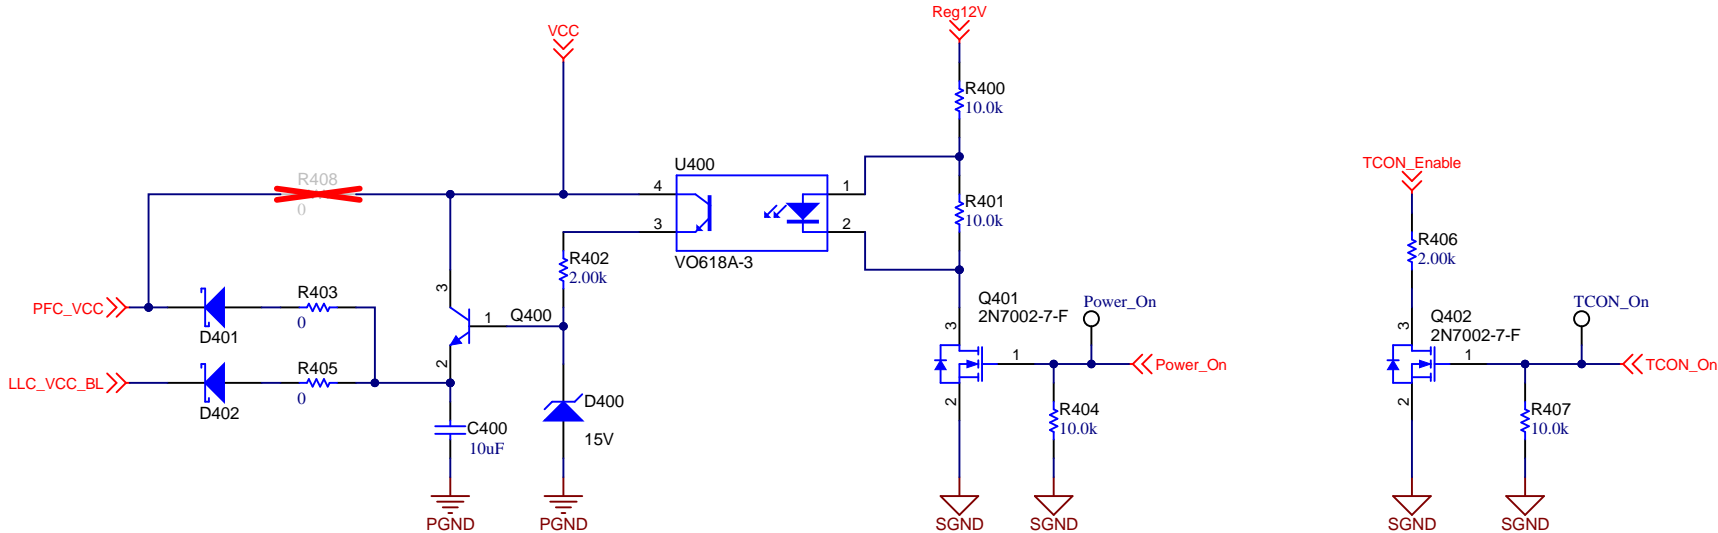 Reg12V
VCC
R400
10.0k
U400
TCON_Enable
R408
0
4
3
1
2
VO618A-3
R401
10.0k
R402
2.00k
R406
2.00k
PFC_VCC
D401
R403
0
3
1
2
Q400
Q401
2N7002-7-F
3
1
2
Power_On
Power_On
TCON_On
Q402
2N7002-7-F
3
1
2
TCON_On
LLC_VCC_BL
D402
R405
0
C400
10uF
D400
15V
R404
10.0k
R407
10.0k
PGND
PGND
SGND
SGND
SGND
SGND